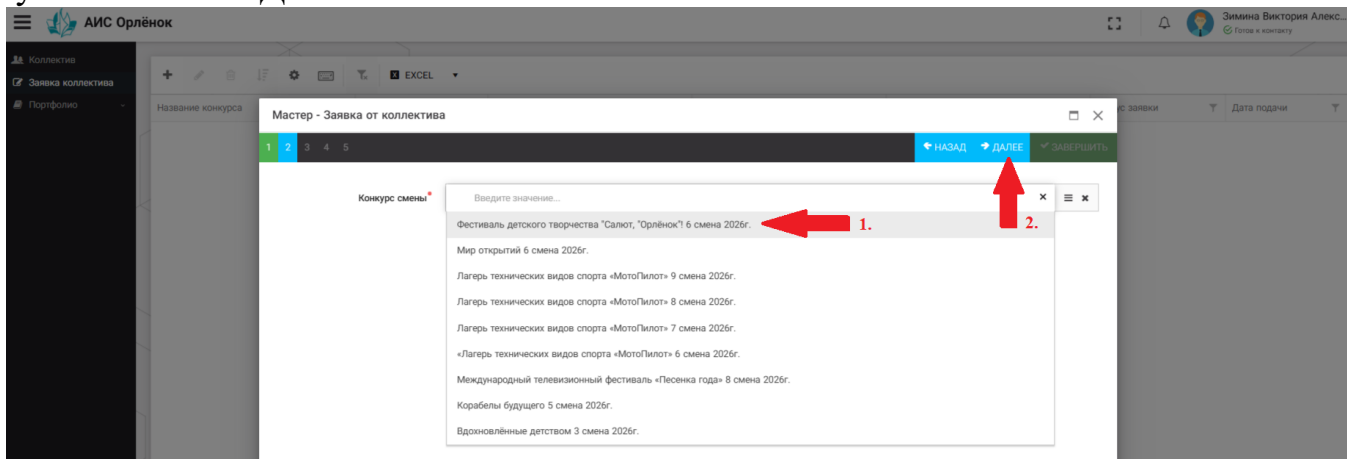 АИС Орлёнок
Зимина Виктория Алекс...
Готов к контакту
Коллектив
Заявка коллектива
Портфолио
EXCEL
Название конкурса
ус заявки
Дата подачи
Мастер - Заявка от коллектива
1 2 3 4 5
НАЗАД
ДАЛЕЕ
ЗАВЕРШИТЬ
Конкурс смены*
Введите значение...
Фестиваль детского творчества "Салют, "Орлёнок"! 6 смена 2026г.
1.
2.
Мир открытий 6 смена 2026г.
Лагерь технических видов спорта «МотоПилот» 9 смена 2026г.
Лагерь технических видов спорта «МотоПилот» 8 смена 2026г.
Лагерь технических видов спорта «МотоПилот» 7 смена 2026г.
«Лагерь технических видов спорта «МотоПилот» 6 смена 2026г.
Международный телевизионный фестиваль «Песенка года» 8 смена 2026г.
Корабелы будущего 5 смена 2026г.
Вдохновлённые детством 3 смена 2026г.